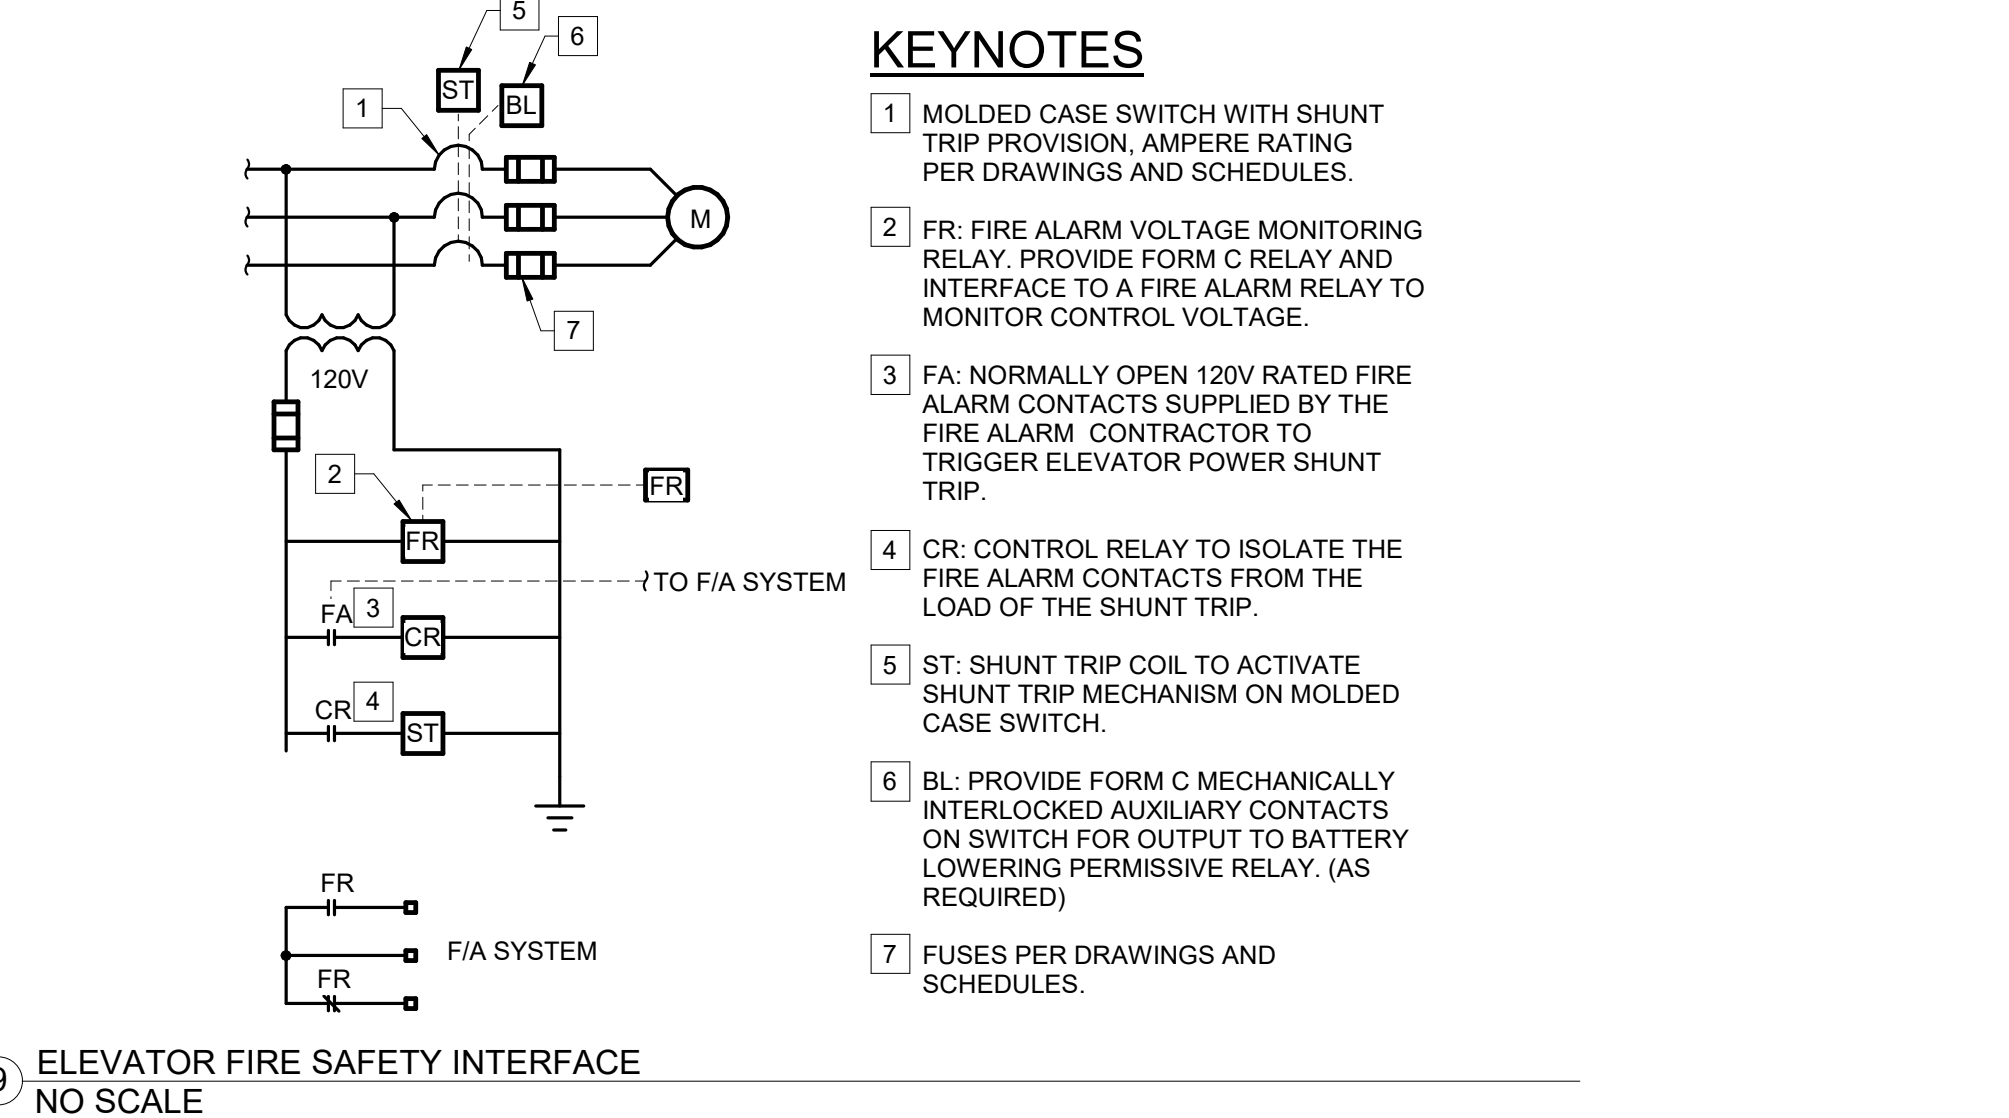 5
6
ST
BL
1
M
7
120V
2
FR
FR
TO F/A SYSTEM
FA
3
CR
CR
4
ST
FR
F/A SYSTEM
FR
KEYNOTES
1 MOLDED CASE SWITCH WITH SHUNT
TRIP PROVISION, AMPERE RATING
PER DRAWINGS AND SCHEDULES.
2 FR: FIRE ALARM VOLTAGE MONITORING
RELAY. PROVIDE FORM C RELAY AND
INTERFACE TO A FIRE ALARM RELAY TO
MONITOR CONTROL VOLTAGE.
3 FA: NORMALLY OPEN 120V RATED FIRE
ALARM CONTACTS SUPPLIED BY THE
FIRE ALARM CONTRACTOR TO
TRIGGER ELEVATOR POWER SHUNT
TRIP.
4 CR: CONTROL RELAY TO ISOLATE THE
FIRE ALARM CONTACTS FROM THE
LOAD OF THE SHUNT TRIP.
5 ST: SHUNT TRIP COIL TO ACTIVATE
SHUNT TRIP MECHANISM ON MOLDED
CASE SWITCH.
6 BL: PROVIDE FORM C MECHANICALLY
INTERLOCKED AUXILIARY CONTACTS
ON SWITCH FOR OUTPUT TO BATTERY
LOWERING PERMISSIVE RELAY. (AS
REQUIRED)
7 FUSES PER DRAWINGS AND
SCHEDULES.
ELEVATOR FIRE SAFETY INTERFACE
NO SCALE